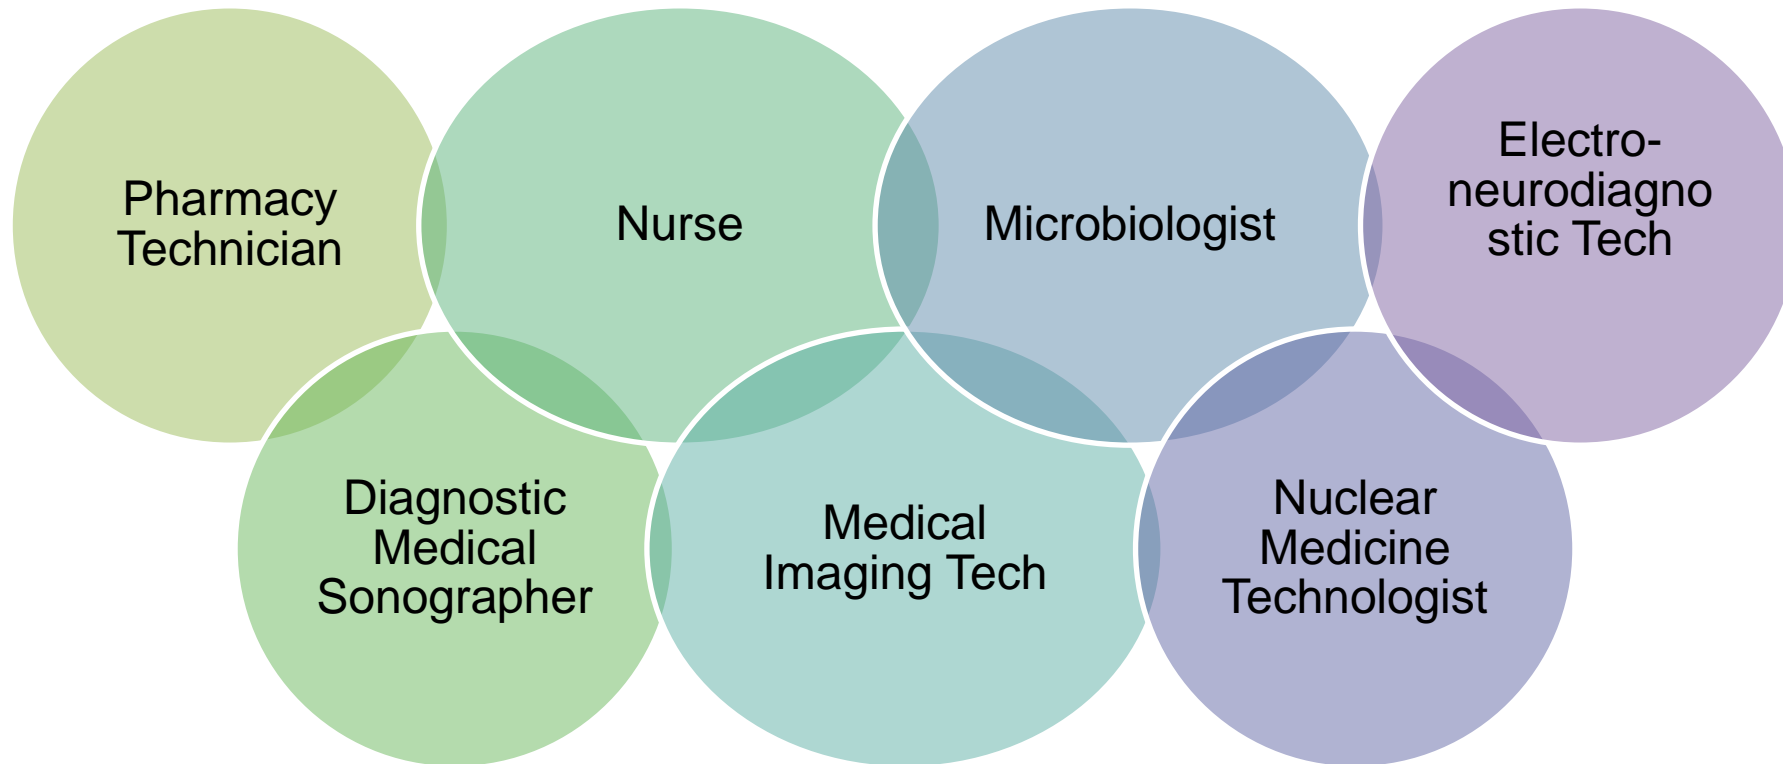 Pharmacy
Technician
Nurse
Microbiologist
Electro-
neurodiagno
stic Tech
Diagnostic
Medical
Sonographer
Medical
Imaging Tech
Nuclear
Medicine
Technologist